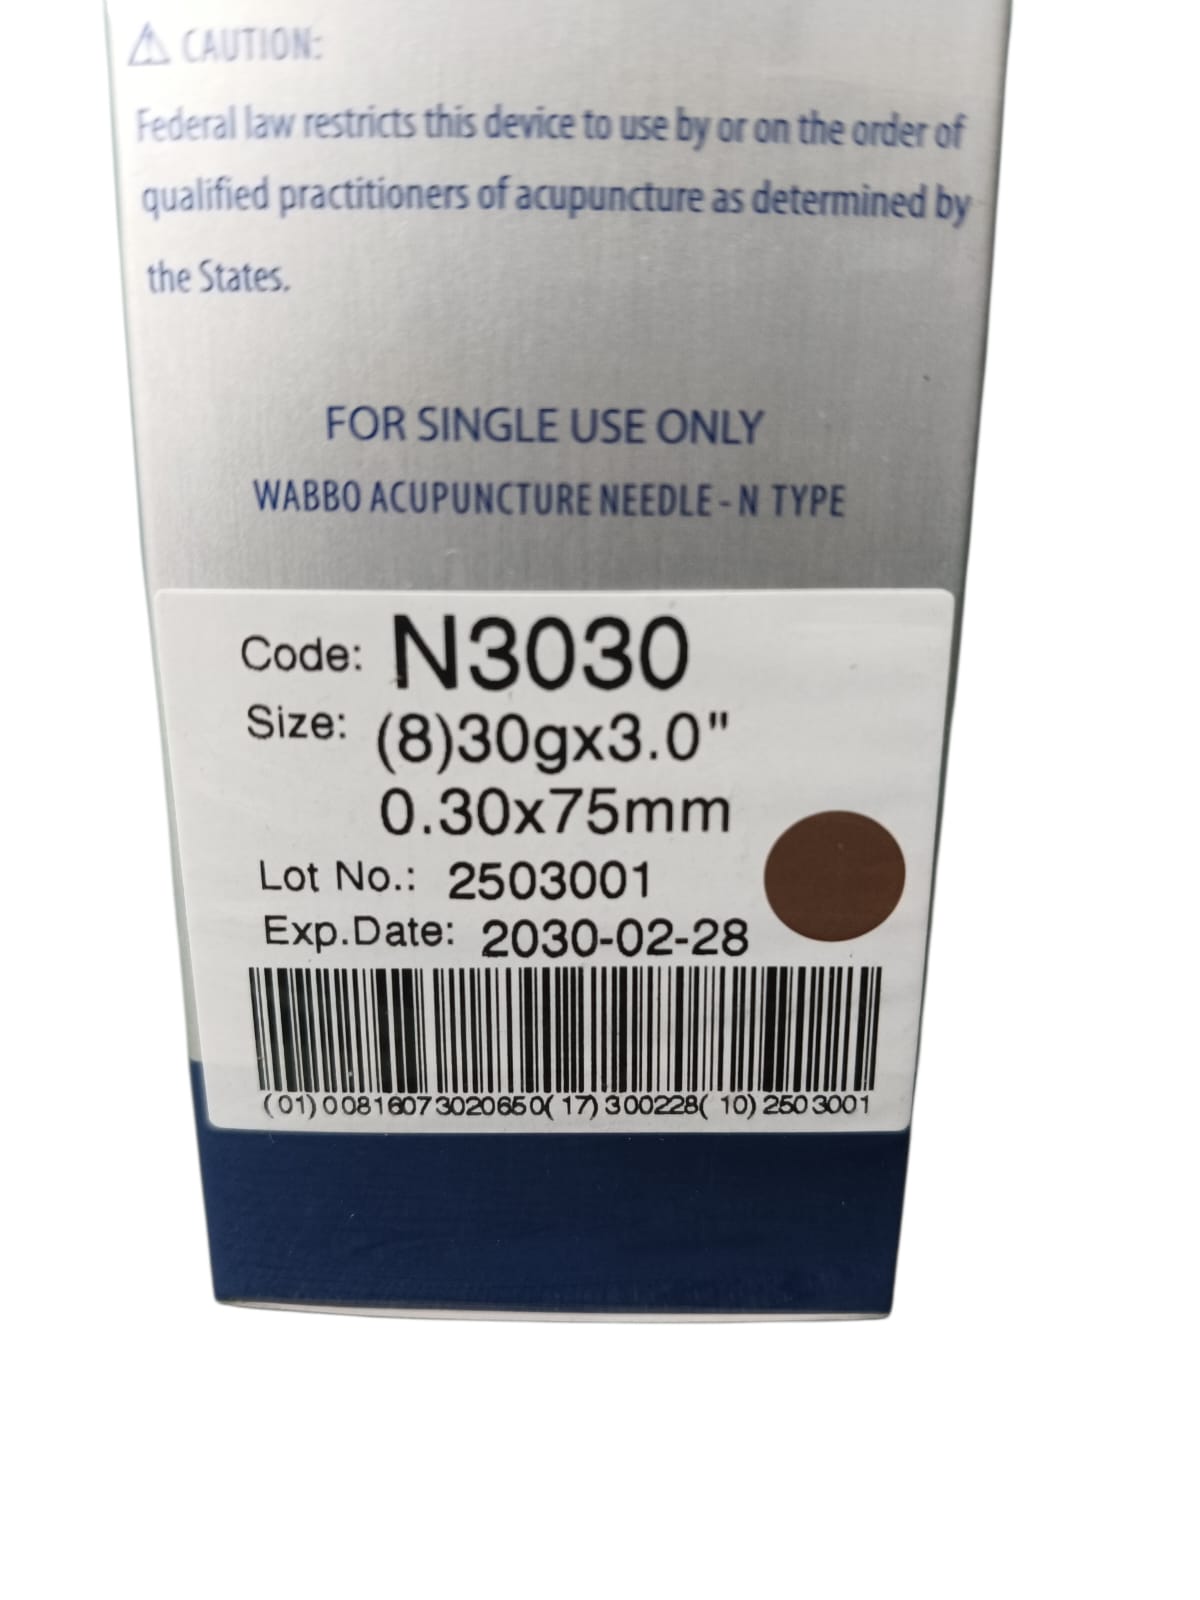 ⚠ CAUTION:
Federal law restricts this device to use by or on the order of
qualified practitioners of acupuncture as determined by
the States.
FOR SINGLE USE ONLY
WABBO ACUPUNCTURE NEEDLE - N TYPE
Code: N3030
Size: (8)30gx3.0"
0.30x75mm
Lot No.: 2503001
Exp.Date: 2030-02-28
(01)00816073020650(17)300228(10)2503001